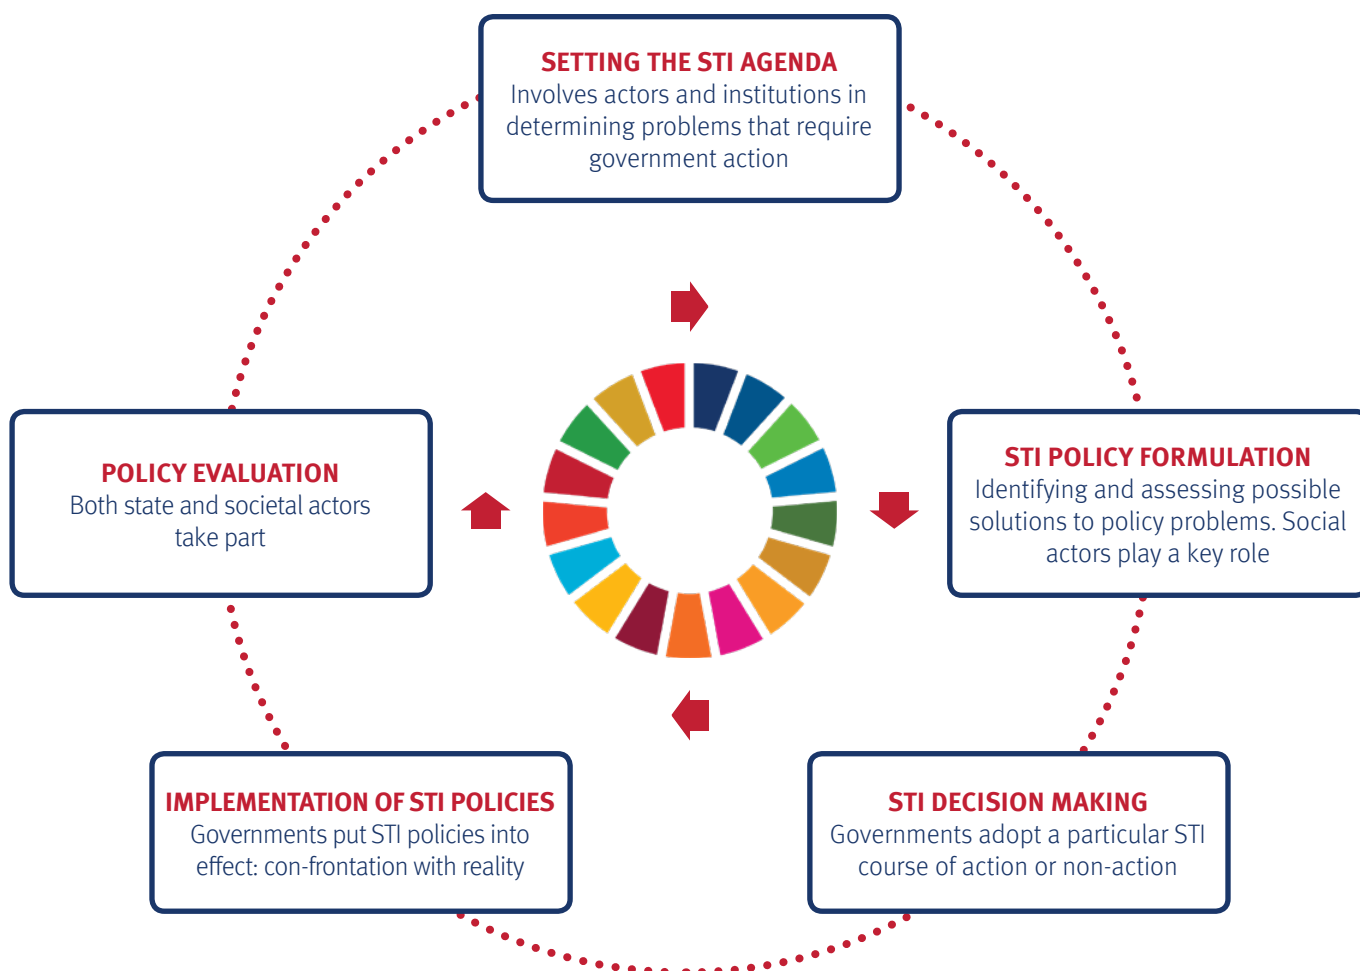 SETTING THE STI AGENDA
Involves actors and institutions in
determining problems that require
government action
STI POLICY FORMULATION
Identifying and assessing possible
solutions to policy problems. Social
actors play a key role
STI DECISION MAKING
Governments adopt a particular STI
course of action or non-action
IMPLEMENTATION OF STI POLICIES
Governments put STI policies into
effect: con-frontation with reality
POLICY EVALUATION
Both state and societal actors
take part